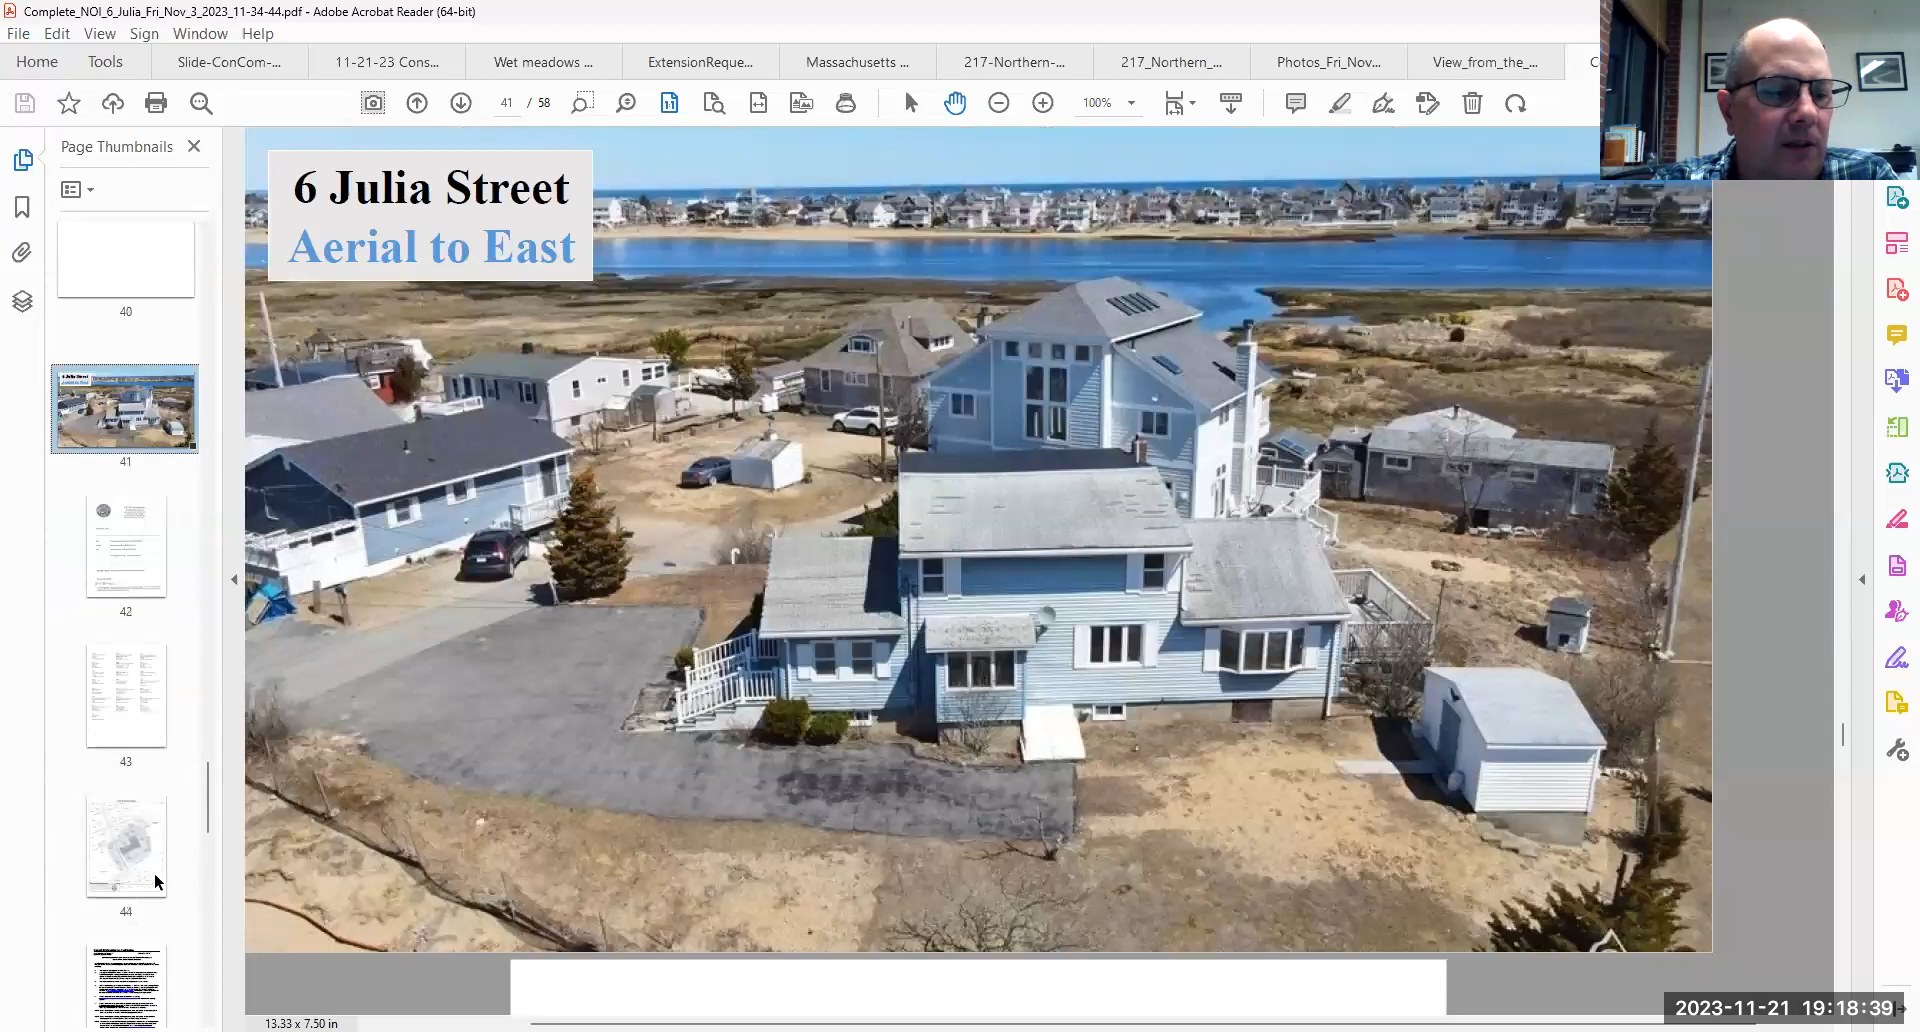 Complete_NOI_6_Julia_Fri_Nov_3_2023_11-34-44.pdf - Adobe Acrobat Reader (64-bit)
File Edit View Sign Window Help
Home Tools Slide-ConCom-... 11-21-23 Cons... Wet meadows ... ExtensionReque... Massachusetts ... 217-Northern-... 217_Northern_... Photos_Fri_Nov... View_from_the_... C
41 / 58 100%
Page Thumbnails
40
41
42
43
44
6 Julia Street
Aerial to East
13.33 x 7.50 in
2023-11-21 19:18:39